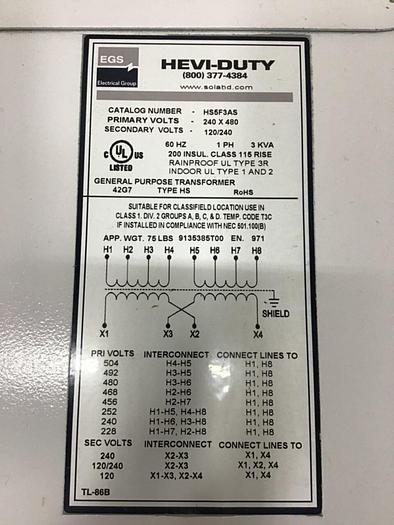 EGS
Electrical Group
HEVI-DUTY
(800) 377-4384
www.solahd.com
CATALOG NUMBER - HS5F3AS
PRIMARY VOLTS - 240 X 480
SECONDARY VOLTS - 120/240
C UL US
LISTED
60 HZ 1 PH 3 KVA
200 INSUL. CLASS 115 RISE
RAINPROOF UL TYPE 3R
INDOOR UL TYPE 1 AND 2
GENERAL PURPOSE TRANSFORMER
42G7 TYPE HS RoHS
SUITABLE FOR CLASSIFIELD LOCATION USE IN
CLASS 1. DIV. 2 GROUPS A, B, C, & D. TEMP. CODE T3C
IF INSTALLED IN COMPLIANCE WITH NEC 501.100(B)
APP. WGT. 75 LBS 9135385T00 EN. 971
H1 H2 H3 H4 H5 H6 H7 H8
SHIELD
X1 X3 X2 X4
PRI VOLTS INTERCONNECT CONNECT LINES TO
504 H4-H5 H1, H8
492 H3-H5 H1, H8
480 H3-H6 H1, H8
468 H2-H6 H1, H8
456 H2-H7 H1, H8
252 H1-H5, H4-H8 H1, H8
240 H1-H6, H3-H8 H1, H8
228 H1-H7, H2-H8 H1, H8
SEC VOLTS INTERCONNECT CONNECT LINES TO
240 X2-X3 X1, X4
120/240 X2-X3 X1, X2, X4
120 X1-X3, X2-X4 X1, X4
TL-86B